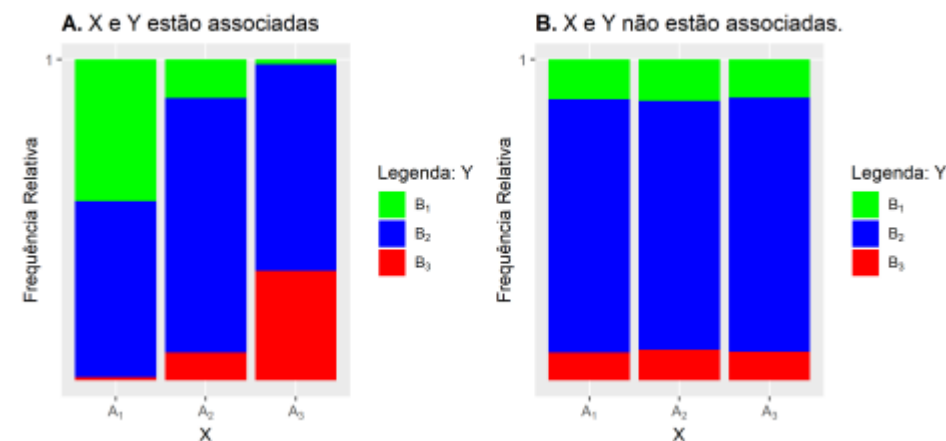 A. X e Y estão associadas
1
Frequência Relativa
A₁ A₂ A₃
X
Legenda: Y
B₁
B₂
B₃
B. X e Y não estão associadas.
1
Frequência Relativa
A₁ A₂ A₃
X
Legenda: Y
B₁
B₂
B₃